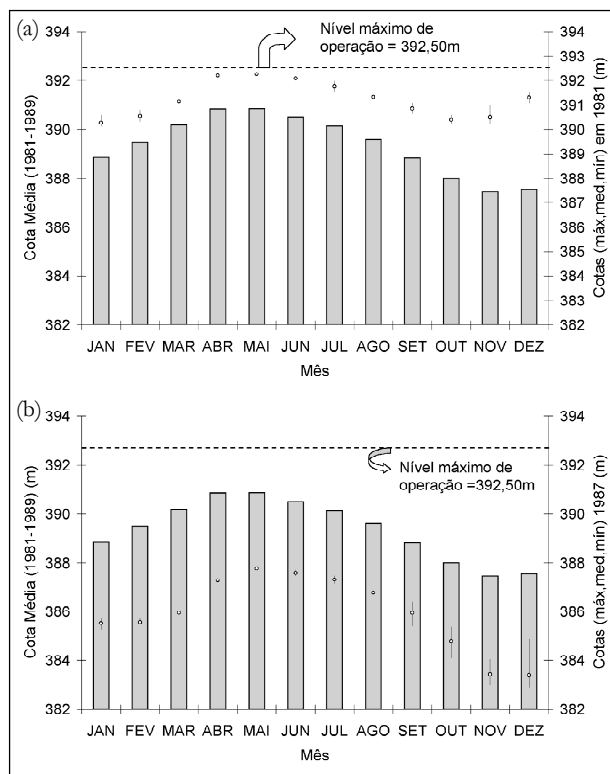 (a)
Nível máximo de
operação = 392,50m
394
392
390
388
386
384
382
Cota Média (1981-1989)
394
393
392
391
390
389
388
387
386
385
384
383
382
Cotas (máx,med,mín) em 1981 (m)
JAN FEV MAR ABR MAI JUN JUL AGO SET OUT NOV DEZ
Mês
(b)
394
392
390
388
386
384
382
Cota Média (1981-1989) (m)
Nível máximo de
operação =392,50m
394
392
390
388
386
384
382
Cotas (máx,med,mín) 1987 (m)
JAN FEV MAR ABR MAI JUN JUL AGO SET OUT NOV DEZ
Mês